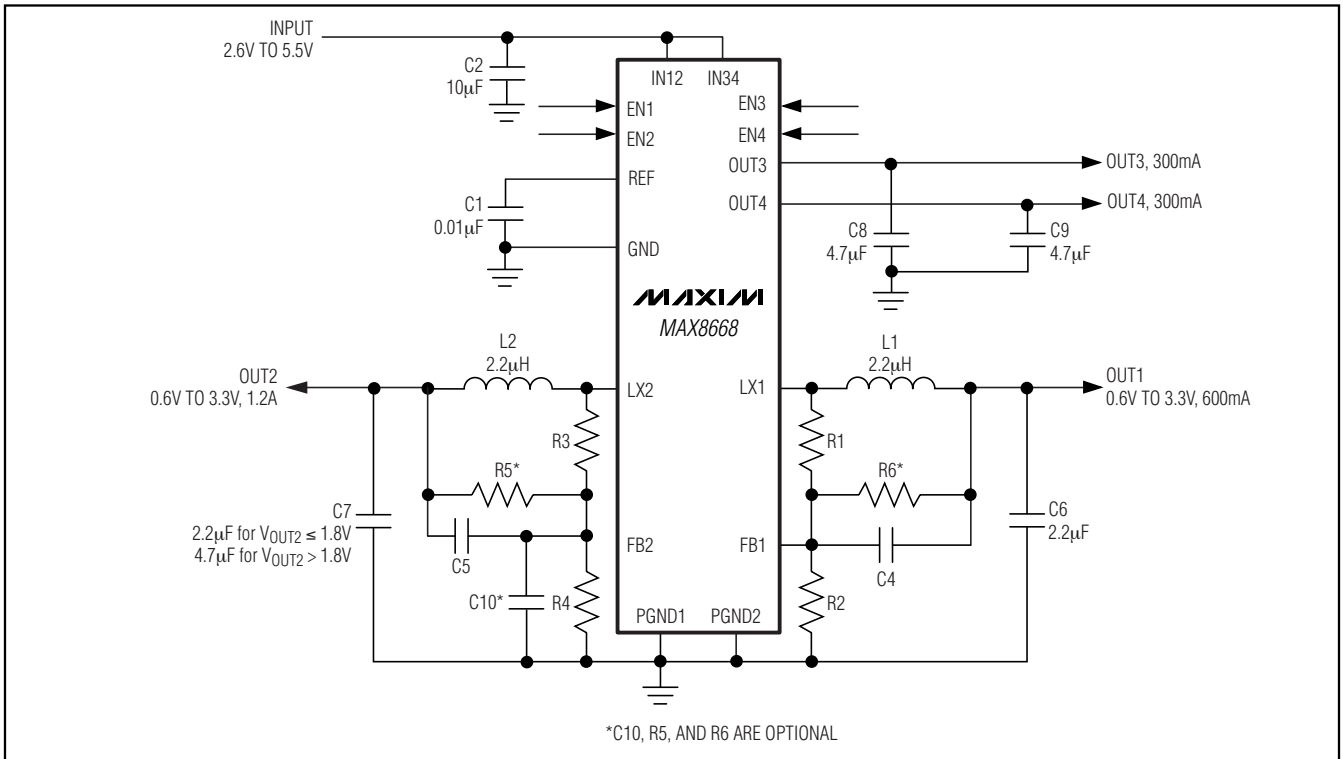 INPUT
2.6V TO 5.5V
C2
10μF
IN12
IN34
EN1
EN2
EN3
EN4
REF
OUT3
OUT3, 300mA
OUT4
OUT4, 300mA
C1
0.01μF
GND
C8
4.7μF
C9
4.7μF
MAXIM
MAX8668
L2
2.2μH
L1
2.2μH
OUT2
0.6V TO 3.3V, 1.2A
LX2
LX1
OUT1
0.6V TO 3.3V, 600mA
R3
R1
R5*
R6*
C7
2.2μF for VOUT2 ≤ 1.8V
4.7μF for VOUT2 > 1.8V
C6
2.2μF
C5
FB2
FB1
C4
C10*
R4
R2
PGND1
PGND2
*C10, R5, AND R6 ARE OPTIONAL